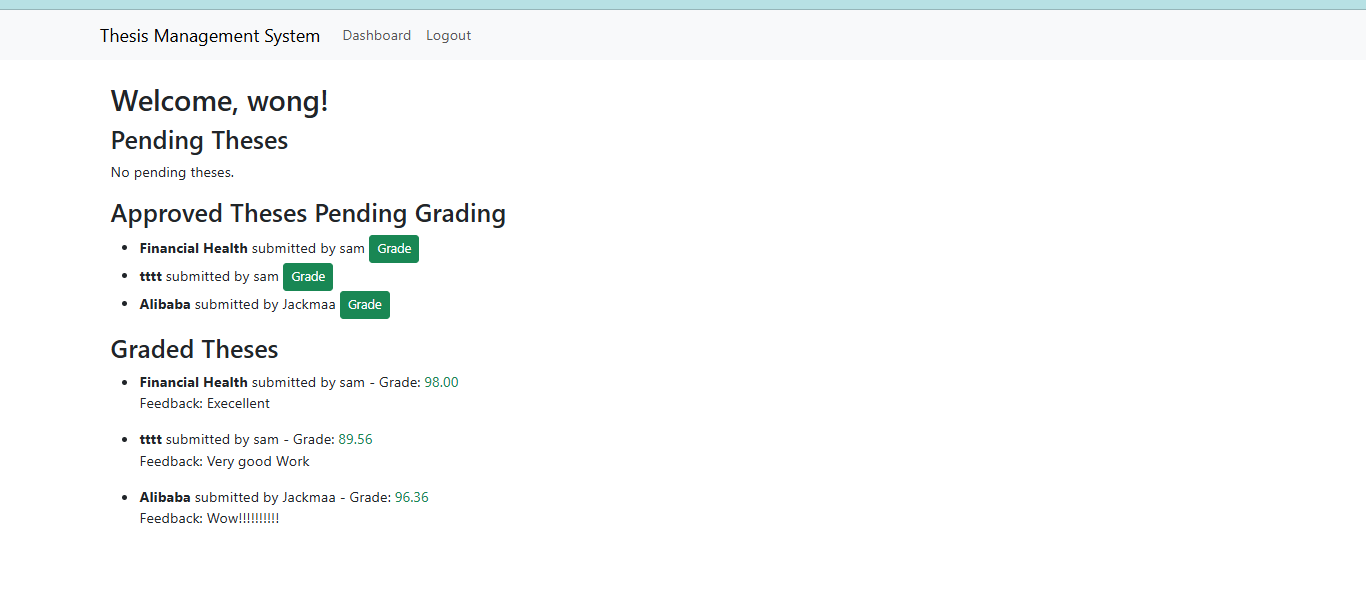 Thesis Management System Dashboard Logout
Welcome, wong!
Pending Theses
No pending theses.
Approved Theses Pending Grading
Financial Health submitted by sam Grade
tttt submitted by sam Grade
Alibaba submitted by Jackmaa Grade
Graded Theses
Financial Health submitted by sam - Grade: 98.00
Feedback: Execellent
tttt submitted by sam - Grade: 89.56
Feedback: Very good Work
Alibaba submitted by Jackmaa - Grade: 96.36
Feedback: Wow!!!!!!!!!!